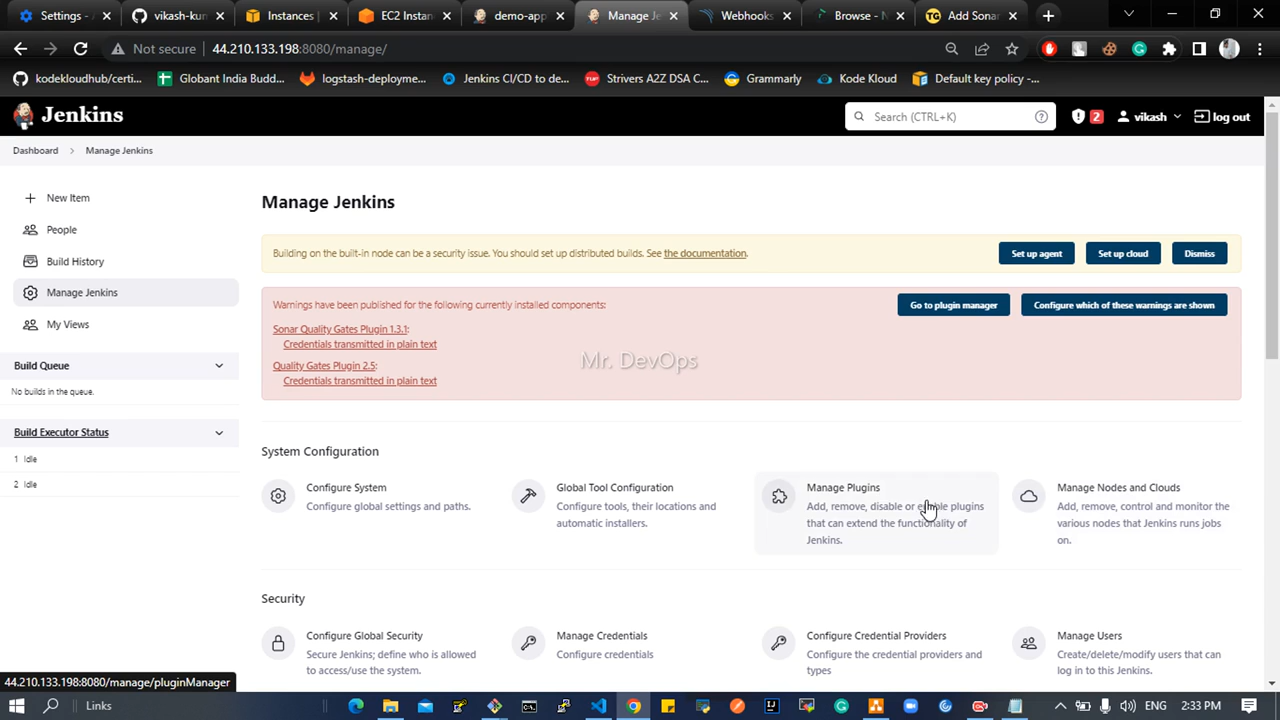 Settings -
vikash-kun
Instances
EC2 Instan
demo-app
Manage Je
Webhooks
Browse - N
Add Sona
Not secure
44.210.133.198:8080/manage/
kodekloudhub/certi...
Globant India Budd...
logstash-deployme...
Jenkins CI/CD to de...
Strivers A2Z DSA C...
Grammarly
Kode Kloud
Default key policy -...
Jenkins
Search (CTRL+K)
2
vikash
log out
Dashboard > Manage Jenkins
New Item
People
Build History
Manage Jenkins
My Views
Build Queue
No builds in the queue.
Build Executor Status
1 Idle
2 Idle
Manage Jenkins
Building on the built-in node can be a security issue. You should set up distributed builds. See the documentation.
Set up agent
Set up cloud
Dismiss
Warnings have been published for the following currently installed components:
Go to plugin manager
Configure which of these warnings are shown
Sonar Quality Gates Plugin 1.3.1:
Credentials transmitted in plain text
Quality Gates Plugin 2.5:
Credentials transmitted in plain text
Mr. DevOps
System Configuration
Configure System
Configure global settings and paths.
Global Tool Configuration
Configure tools, their locations and
automatic installers.
Manage Plugins
Add, remove, disable or enable plugins
that can extend the functionality of
Jenkins.
Manage Nodes and Clouds
Add, remove, control and monitor the
various nodes that Jenkins runs jobs
on.
Security
Configure Global Security
Secure Jenkins; define who is allowed
to access/use the system.
Manage Credentials
Configure credentials
Configure Credential Providers
Configure the credential providers and
types
Manage Users
Create/delete/modify users that can
log in to this Jenkins.
44.210.133.198:8080/manage/pluginManager
Links
2:33 PM